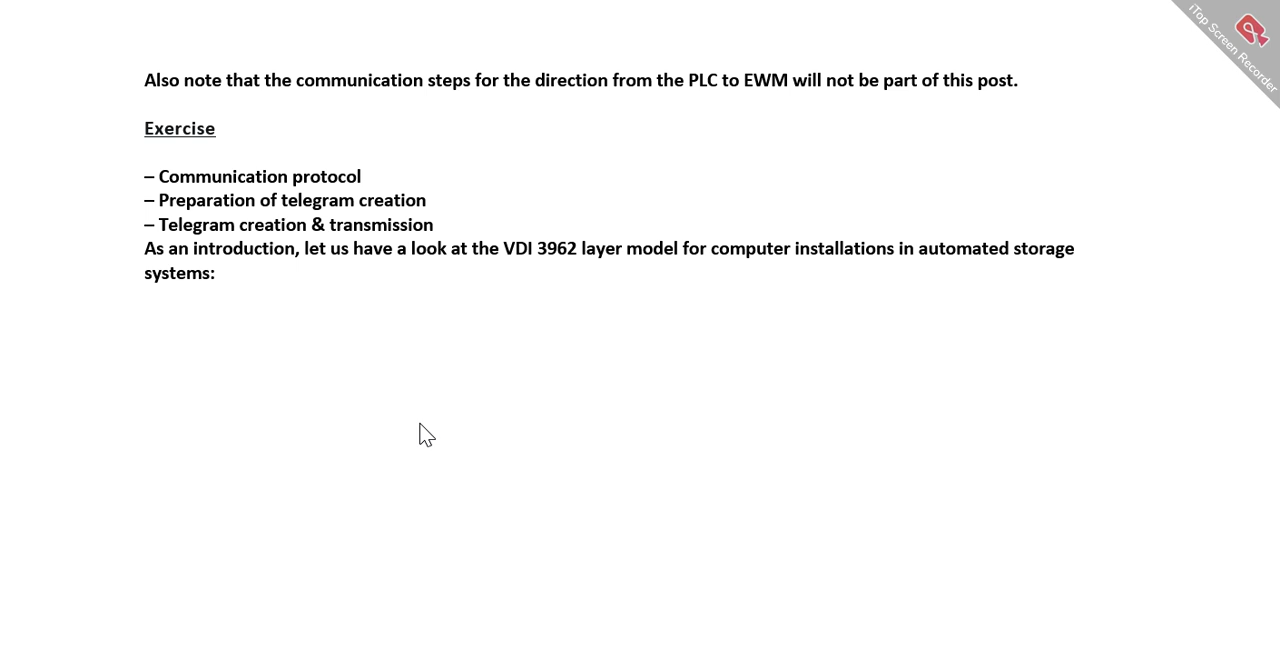 iTop Screen Recorder
Also note that the communication steps for the direction from the PLC to EWM will not be part of this post.
Exercise
– Communication protocol
– Preparation of telegram creation
– Telegram creation & transmission
As an introduction, let us have a look at the VDI 3962 layer model for computer installations in automated storage
systems: